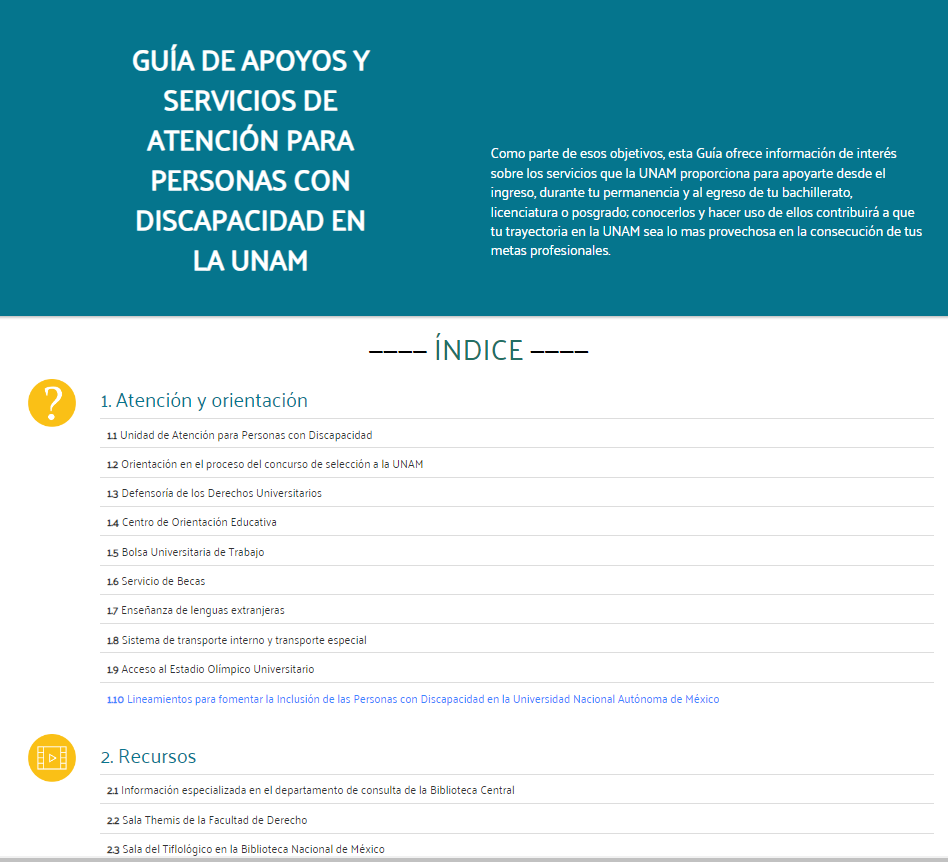 GUÍA DE APOYOS Y
SERVICIOS DE
ATENCIÓN PARA
PERSONAS CON
DISCAPACIDAD EN
LA UNAM
Como parte de esos objetivos, esta Guía ofrece información de interés
sobre los servicios que la UNAM proporciona para apoyarte desde el
ingreso, durante tu permanencia y al egreso de tu bachillerato,
licenciatura o posgrado; conocerlos y hacer uso de ellos contribuirá a que
tu trayectoria en la UNAM sea lo mas provechosa en la consecución de tus
metas profesionales.
———— ÍNDICE ————
?
1. Atención y orientación
1.1 Unidad de Atención para Personas con Discapacidad
1.2 Orientación en el proceso del concurso de selección a la UNAM
1.3 Defensoría de los Derechos Universitarios
1.4 Centro de Orientación Educativa
1.5 Bolsa Universitaria de Trabajo
1.6 Servicio de Becas
1.7 Enseñanza de lenguas extranjeras
1.8 Sistema de transporte interno y transporte especial
1.9 Acceso al Estadio Olímpico Universitario
1.10 Lineamientos para fomentar la Inclusión de las Personas con Discapacidad en la Universidad Nacional Autónoma de México
2. Recursos
2.1 Información especializada en el departamento de consulta de la Biblioteca Central
2.2 Sala Themis de la Facultad de Derecho
2.3 Sala del Tiflológico en la Biblioteca Nacional de México